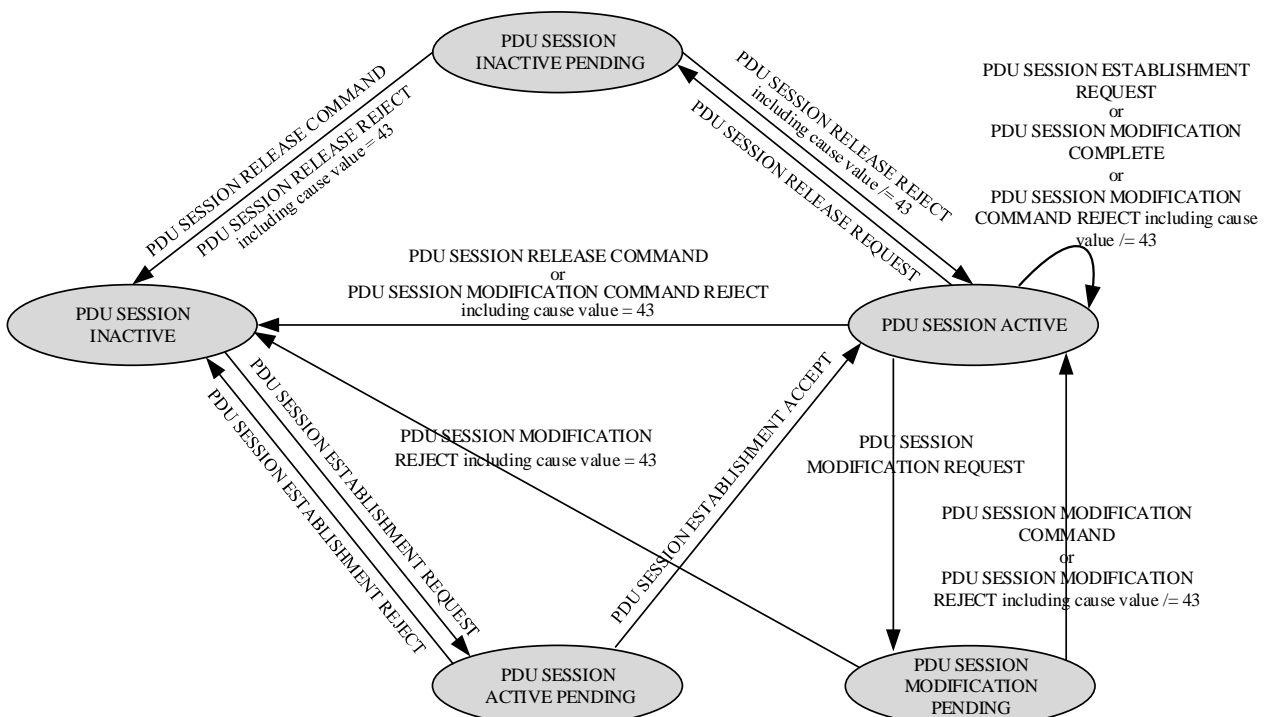 PDU SESSION
INACTIVE PENDING
PDU SESSION RELEASE COMMAND
PDU SESSION RELEASE REJECT
including cause value = 43
PDU SESSION RELEASE REJECT
including cause value /= 43
PDU SESSION RELEASE REQUEST
PDU SESSION ESTABLISHMENT
REQUEST
or
PDU SESSION MODIFICATION
COMPLETE
or
PDU SESSION MODIFICATION
COMMAND REJECT including cause
value /= 43
PDU SESSION RELEASE COMMAND
or
PDU SESSION MODIFICATION COMMAND REJECT
including cause value = 43
PDU SESSION
INACTIVE
PDU SESSION ACTIVE
PDU SESSION ESTABLISHMENT REQUEST
PDU SESSION ESTABLISHMENT REJECT
PDU SESSION MODIFICATION
REJECT including cause value = 43
PDU SESSION ESTABLISHMENT ACCEPT
PDU SESSION
MODIFICATION REQUEST
PDU SESSION MODIFICATION
COMMAND
or
PDU SESSION MODIFICATION
REJECT including cause value /= 43
PDU SESSION
ACTIVE PENDING
PDU SESSION
MODIFICATION
PENDING